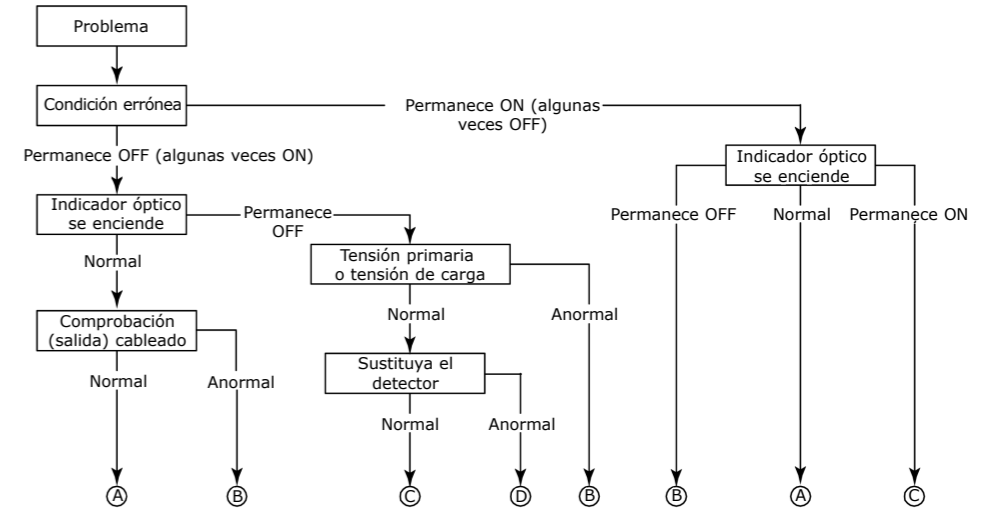 Problema
Condición errónea
Permanece ON (algunas
veces OFF)
Permanece OFF (algunas veces ON)
Indicador óptico
se enciende
Indicador óptico
se enciende
Permanece
OFF
Permanece OFF
Normal
Permanece ON
Tensión primaria
o tensión de carga
Normal
Comprobación
(salida) cableado
Normal
Anormal
Sustituya el
detector
Normal
Anormal
Normal
Anormal
A
B
C
D
B
B
A
C